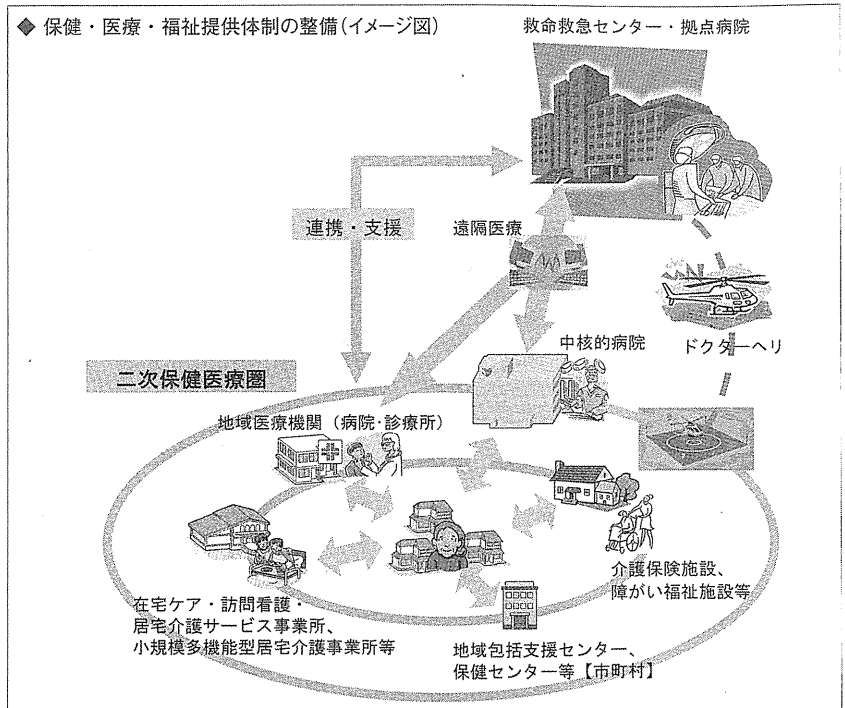 ◆ 保健・医療・福祉提供体制の整備(イメージ図)
救命救急センター・拠点病院
連携・支援
遠隔医療
中核的病院
ドクターヘリ
二次保健医療圏
地域医療機関(病院・診療所)
介護保険施設、
障がい福祉施設等
在宅ケア・訪問看護・
居宅介護サービス事業所、
小規模多機能型居宅介護事業所等
地域包括支援センター、
保健センター等【市町村】